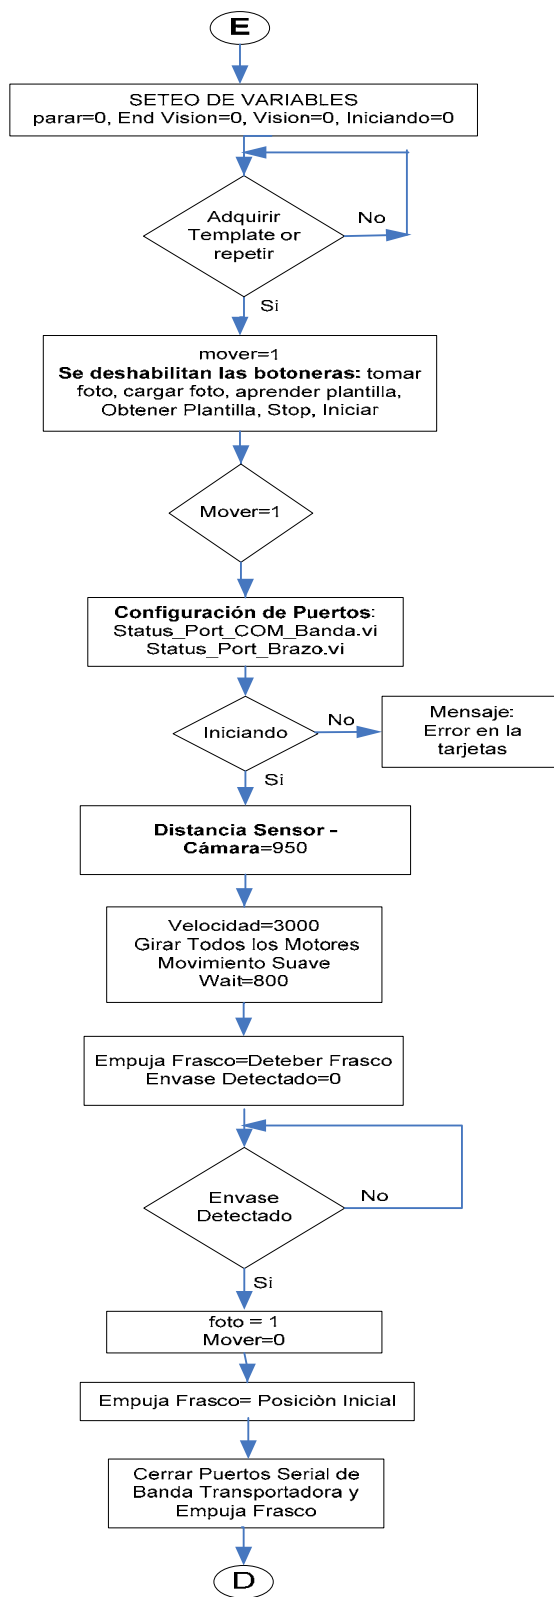 E
SETEO DE VARIABLES
parar=0, End Vision=0, Vision=0, Iniciando=0
Adquirir
Template or
repetir
No
Si
mover=1
Se deshabilitan las botoneras: tomar
foto, cargar foto, aprender plantilla,
Obtener Plantilla, Stop, Iniciar
Mover=1
Configuración de Puertos:
Status_Port_COM_Banda.vi
Status_Port_Brazo.vi
Iniciando
No
Mensaje:
Error en la
tarjetas
Si
Distancia Sensor -
Cámara=950
Velocidad=3000
Girar Todos los Motores
Movimiento Suave
Wait=800
Empuja Frasco=Deteber Frasco
Envase Detectado=0
Envase
Detectado
No
Si
foto = 1
Mover=0
Empuja Frasco= Posiciòn Inicial
Cerrar Puertos Serial de
Banda Transportadora y
Empuja Frasco
D